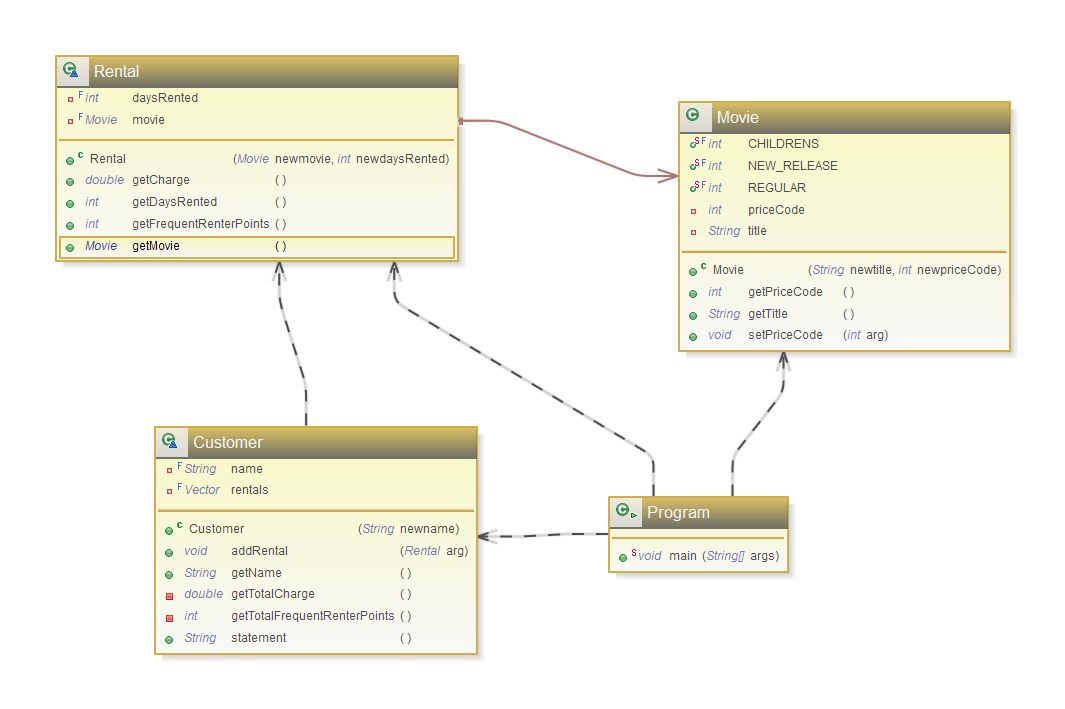 Rental
F int daysRented
F Movie movie
C Rental (Movie newmovie, int newdaysRented)
double getCharge ( )
int getDaysRented ( )
int getFrequentRenterPoints ( )
Movie getMovie ( )
Movie
S F int CHILDRENS
S F int NEW_RELEASE
S F int REGULAR
int priceCode
String title
C Movie (String newtitle, int newpriceCode)
int getPriceCode ( )
String getTitle ( )
void setPriceCode (int arg)
Customer
F String name
F Vector rentals
C Customer (String newname)
void addRental (Rental arg)
String getName ( )
double getTotalCharge ( )
int getTotalFrequentRenterPoints ( )
String statement ( )
Program
S void main (String[] args)